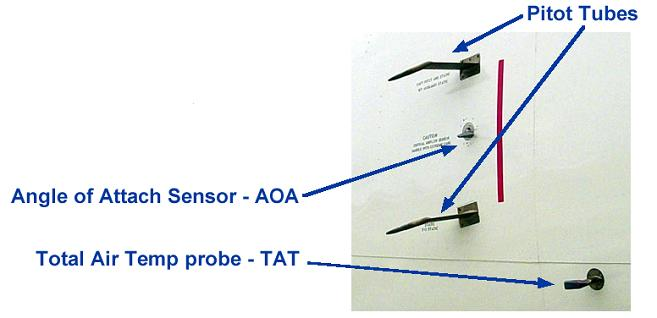 Pitot Tubes
CAUTION
Angle of Attach Sensor - AOA
Total Air Temp probe - TAT